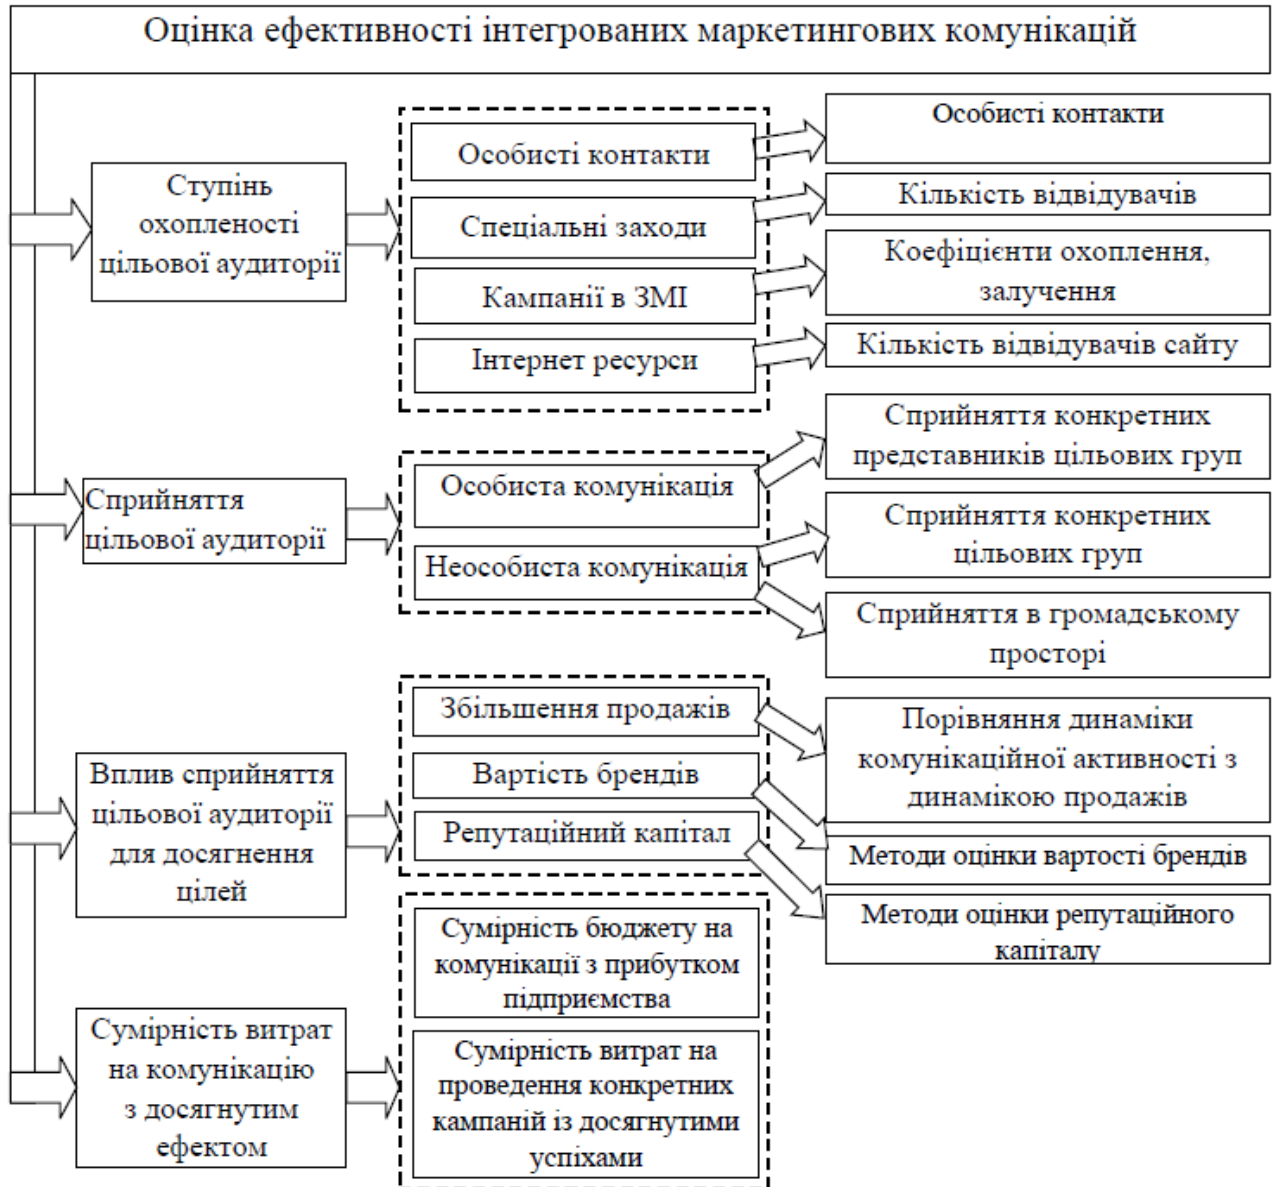 Оцінка ефективності інтегрованих маркетингових комунікацій
Ступінь
охопленості
цільової аудиторії
Особисті контакти
Спеціальні заходи
Кампанії в ЗМІ
Інтернет ресурси
Особисті контакти
Кількість відвідувачів
Коефіцієнти охоплення,
залучення
Кількість відвідувачів сайту
Сприйняття
цільової аудиторії
Особиста комунікація
Неособиста комунікація
Сприйняття конкретних
представників цільових груп
Сприйняття конкретних
цільових груп
Сприйняття в громадському
просторі
Вплив сприйняття
цільової аудиторії
для досягнення
цілей
Збільшення продажів
Вартість брендів
Репутаційний капітал
Порівняння динаміки
комунікаційної активності з
динамікою продажів
Методи оцінки вартості брендів
Методи оцінки репутаційного
капіталу
Сумірність витрат
на комунікацію
з досягнутим
ефектом
Сумірність бюджету на
комунікації з прибутком
підприємства
Сумірність витрат на
проведення конкретних
кампаній із досягнутими
успіхами